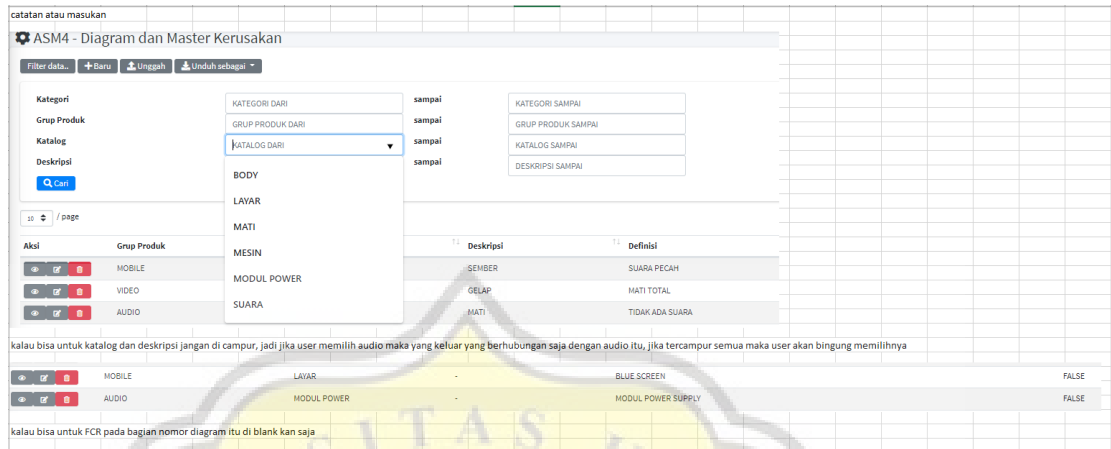 catatan atau masukan
ASM4 - Diagram dan Master Kerusakan
Filter data.. +Baru Unggah Unduh sebagai
Kategori KATEGORI DARI sampai KATEGORI SAMPAI
Grup Produk GRUP PRODUK DARI sampai GRUP PRODUK SAMPAI
Katalog KATALOG DARI sampai KATALOG SAMPAI
Deskripsi sampai DESKRIPSI SAMPAI
Cari
BODY
LAYAR
MATI
MESIN
MODUL POWER
SUARA
10 / page
Aksi Grup Produk Deskripsi Definisi
MOBILE SEMBER SUARA PECAH
VIDEO GELAP MATI TOTAL
AUDIO MATI TIDAK ADA SUARA
kalau bisa untuk katalog dan deskripsi jangan di campur, jadi jika user memilih audio maka yang keluar yang berhubungan saja dengan audio itu, jika tercampur semua maka user akan bingung memilihnya
MOBILE LAYAR - BLUE SCREEN FALSE
AUDIO MODUL POWER - MODUL POWER SUPPLY FALSE
kalau bisa untuk FCR pada bagian nomor diagram itu di blank kan saja